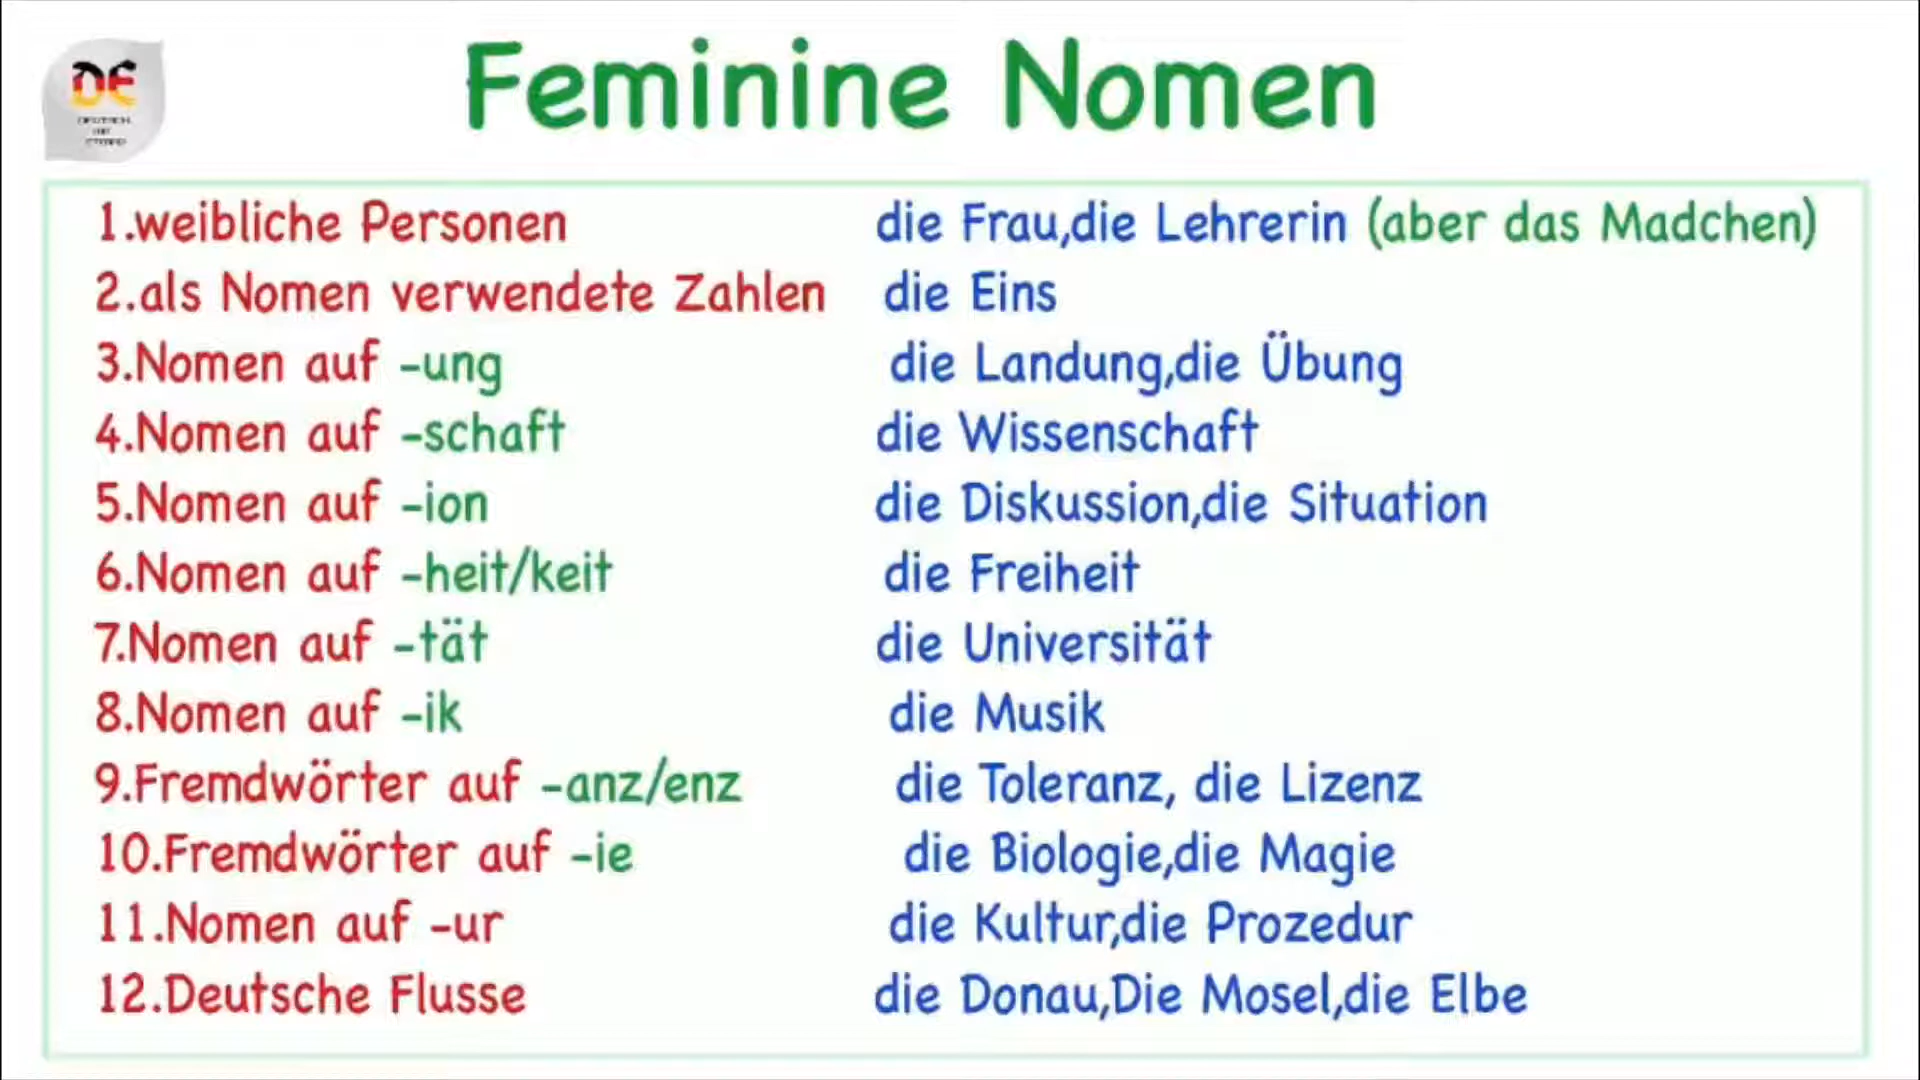 DE
Feminine Nomen
1.weibliche Personen die Frau,die Lehrerin (aber das Madchen)
2.als Nomen verwendete Zahlen die Eins
3.Nomen auf -ung die Landung,die Übung
4.Nomen auf -schaft die Wissenschaft
5.Nomen auf -ion die Diskussion,die Situation
6.Nomen auf -heit/keit die Freiheit
7.Nomen auf -tät die Universität
8.Nomen auf -ik die Musik
9.Fremdwörter auf -anz/enz die Toleranz, die Lizenz
10.Fremdwörter auf -ie die Biologie,die Magie
11.Nomen auf -ur die Kultur,die Prozedur
12.Deutsche Flusse die Donau,Die Mosel,die Elbe